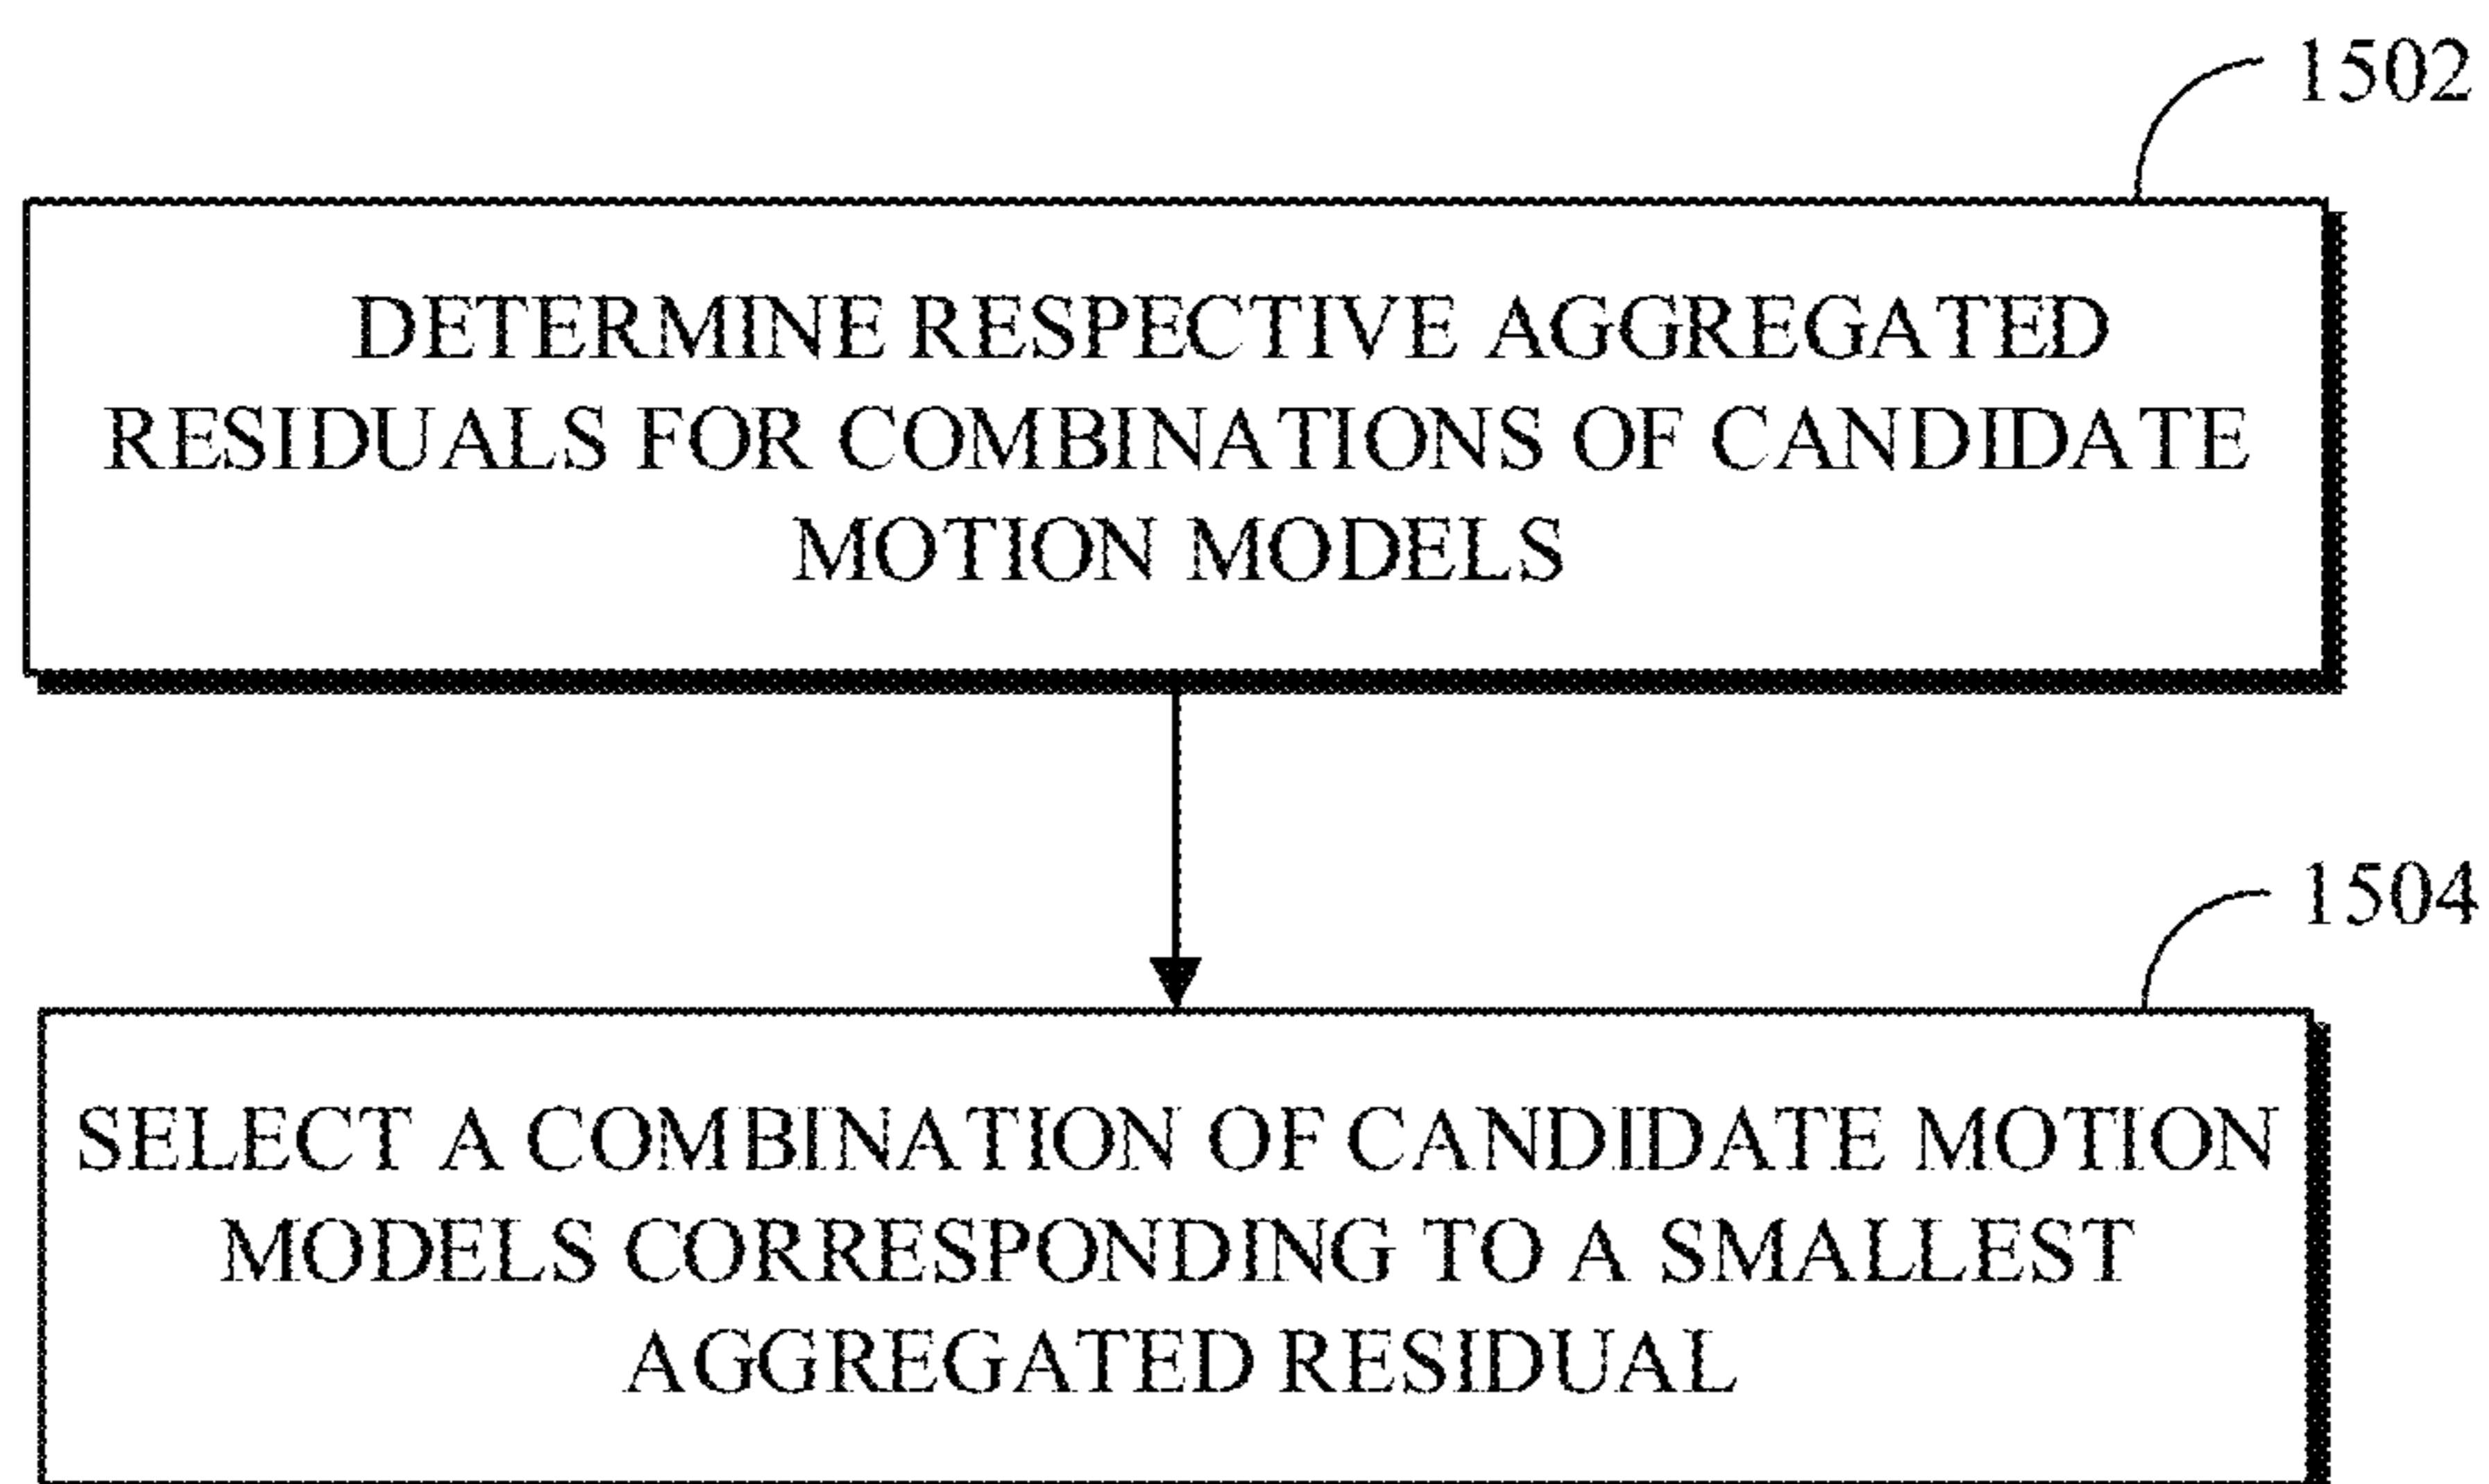 1502
DETERMINE RESPECTIVE AGGREGATED
RESIDUALS FOR COMBINATIONS OF CANDIDATE
MOTION MODELS
1504
SELECT A COMBINATION OF CANDIDATE MOTION
MODELS CORRESPONDING TO A SMALLEST
AGGREGATED RESIDUAL